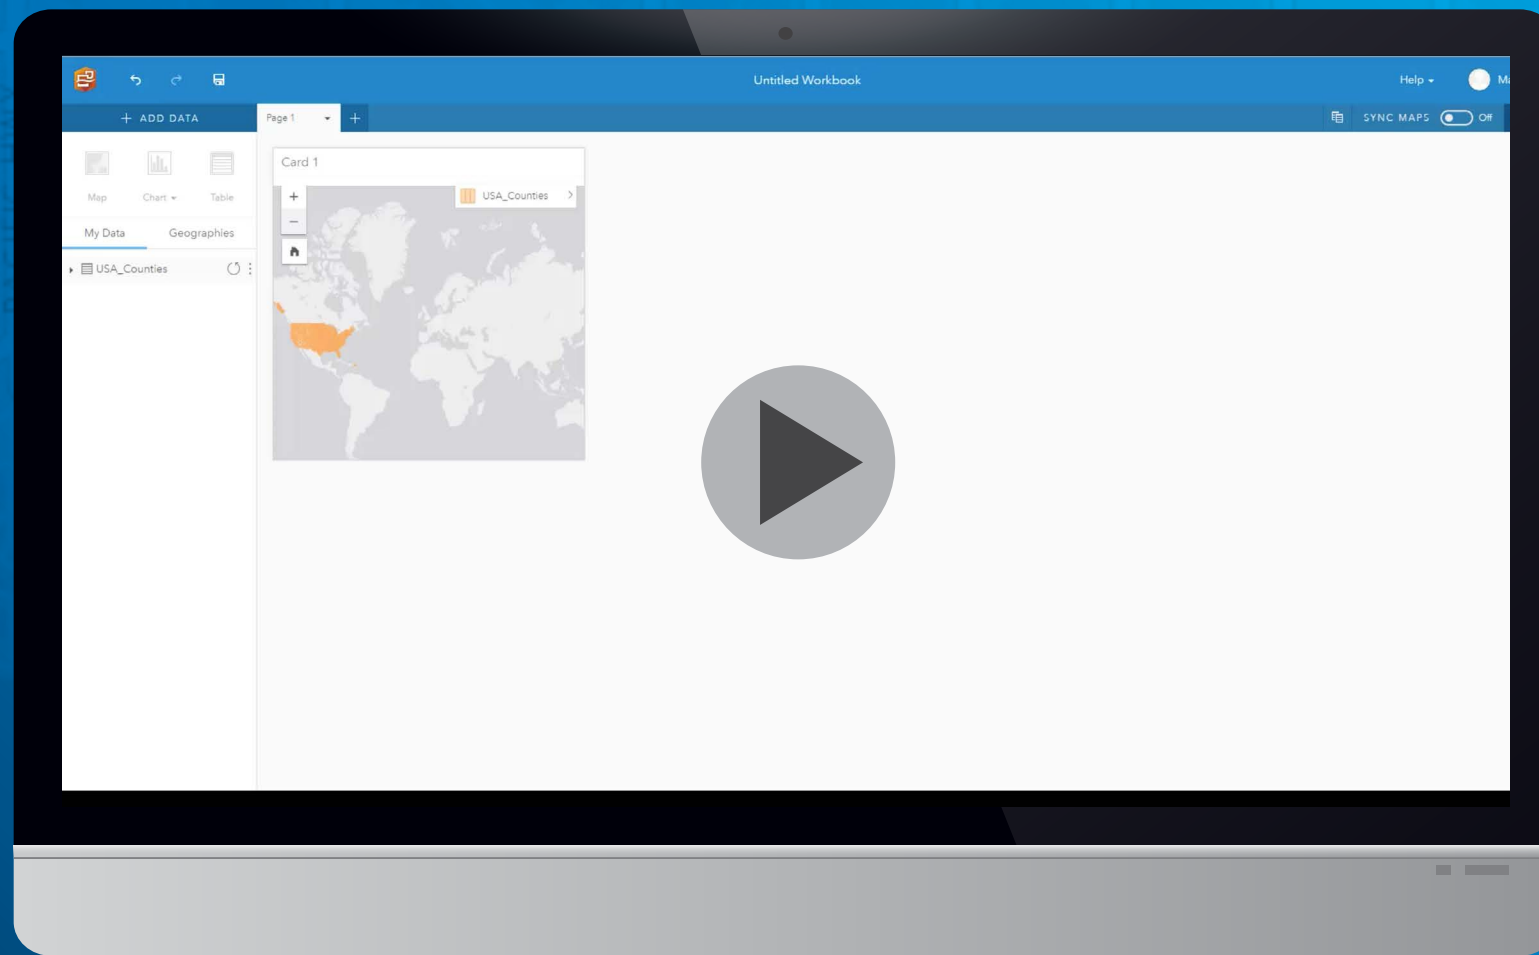 Untitled Workbook
Help
+ ADD DATA
Page 1
+
SYNC MAPS
Off
Map
Chart
Table
My Data
Geographies
USA_Counties
Card 1
+
−
USA_Counties